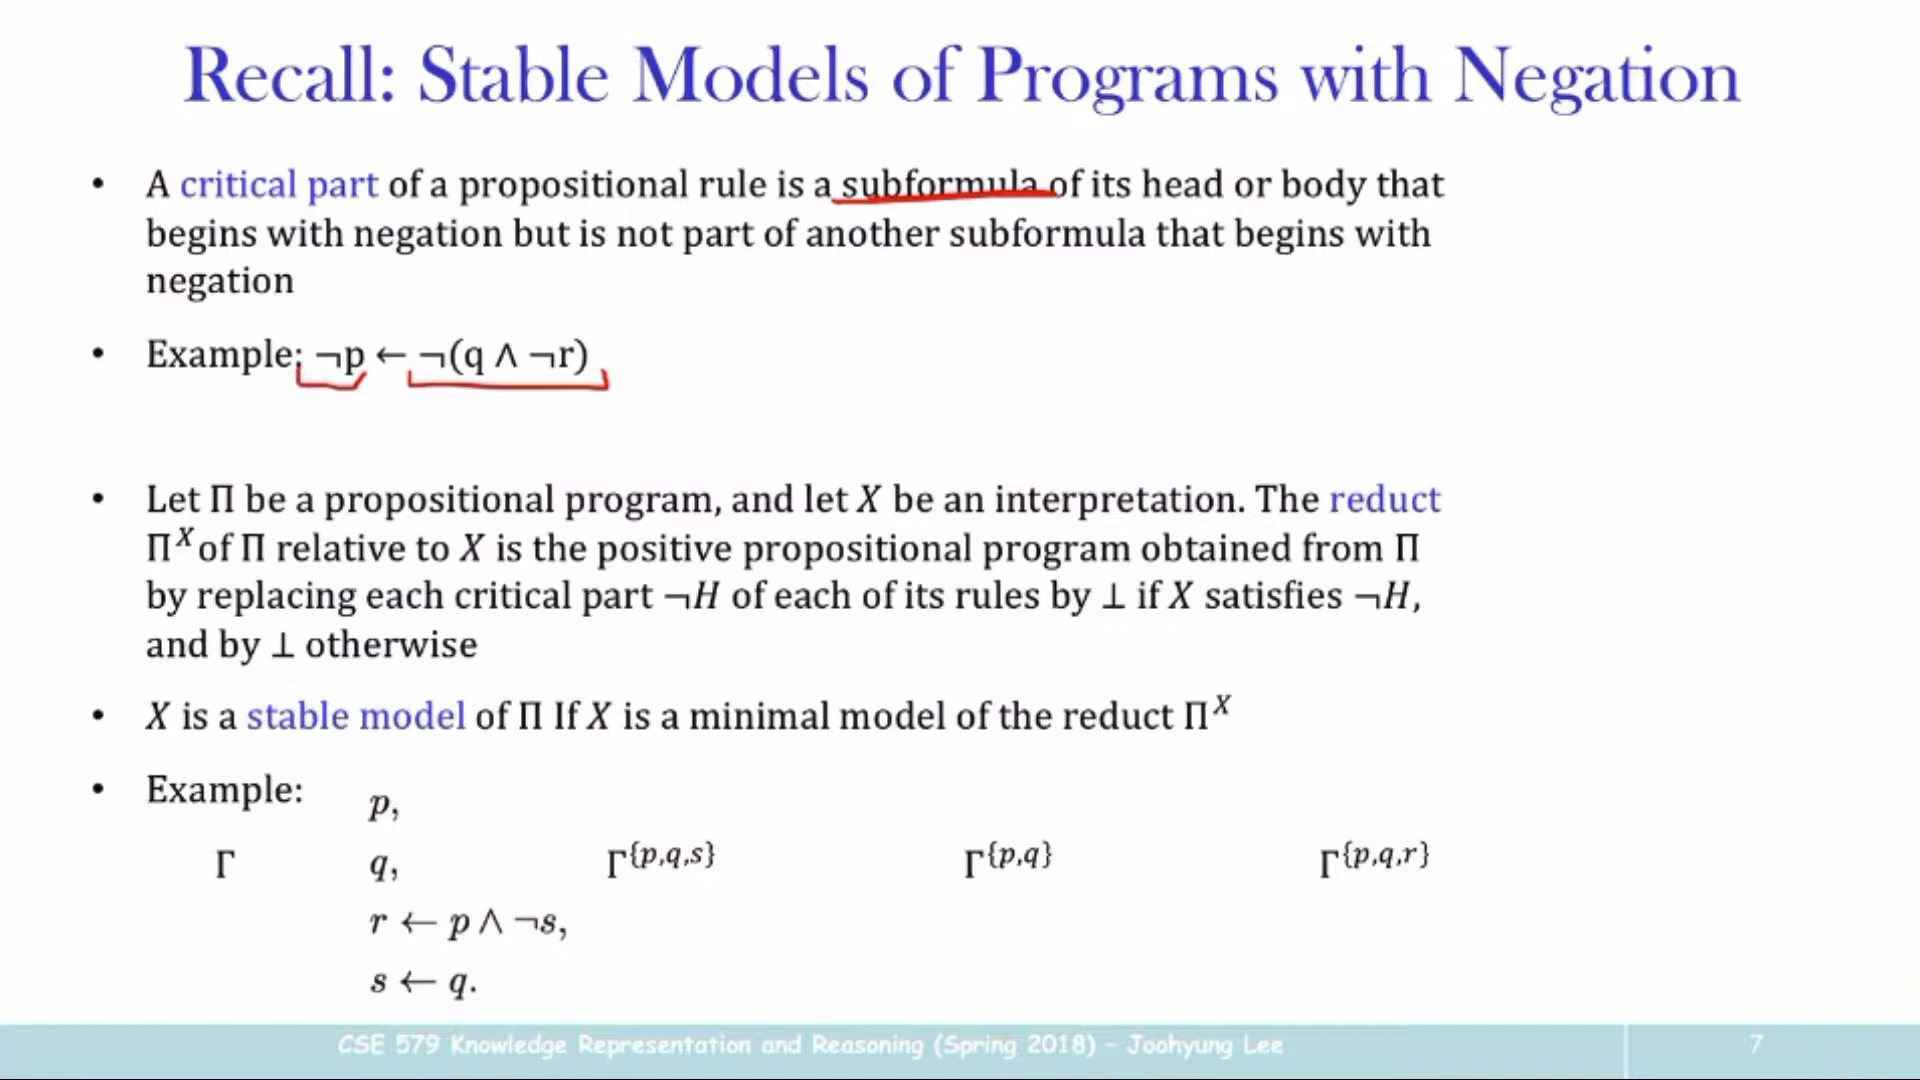 Recall: Stable Models of Programs with Negation
• A critical part of a propositional rule is a subformula of its head or body that
begins with negation but is not part of another subformula that begins with
negation
• Example: ¬p ← ¬(q ∧ ¬r)
• Let Π be a propositional program, and let X be an interpretation. The reduct
Π^X of Π relative to X is the positive propositional program obtained from Π
by replacing each critical part ¬H of each of its rules by ⊥ if X satisfies ¬H,
and by ⊥ otherwise
• X is a stable model of Π If X is a minimal model of the reduct Π^X
• Example:
p,
Γ q, Γ^{p,q,s} Γ^{p,q} Γ^{p,q,r}
r ← p ∧ ¬s,
s ← q.
CSE 579 Knowledge Representation and Reasoning (Spring 2018) – Joohyung Lee 7